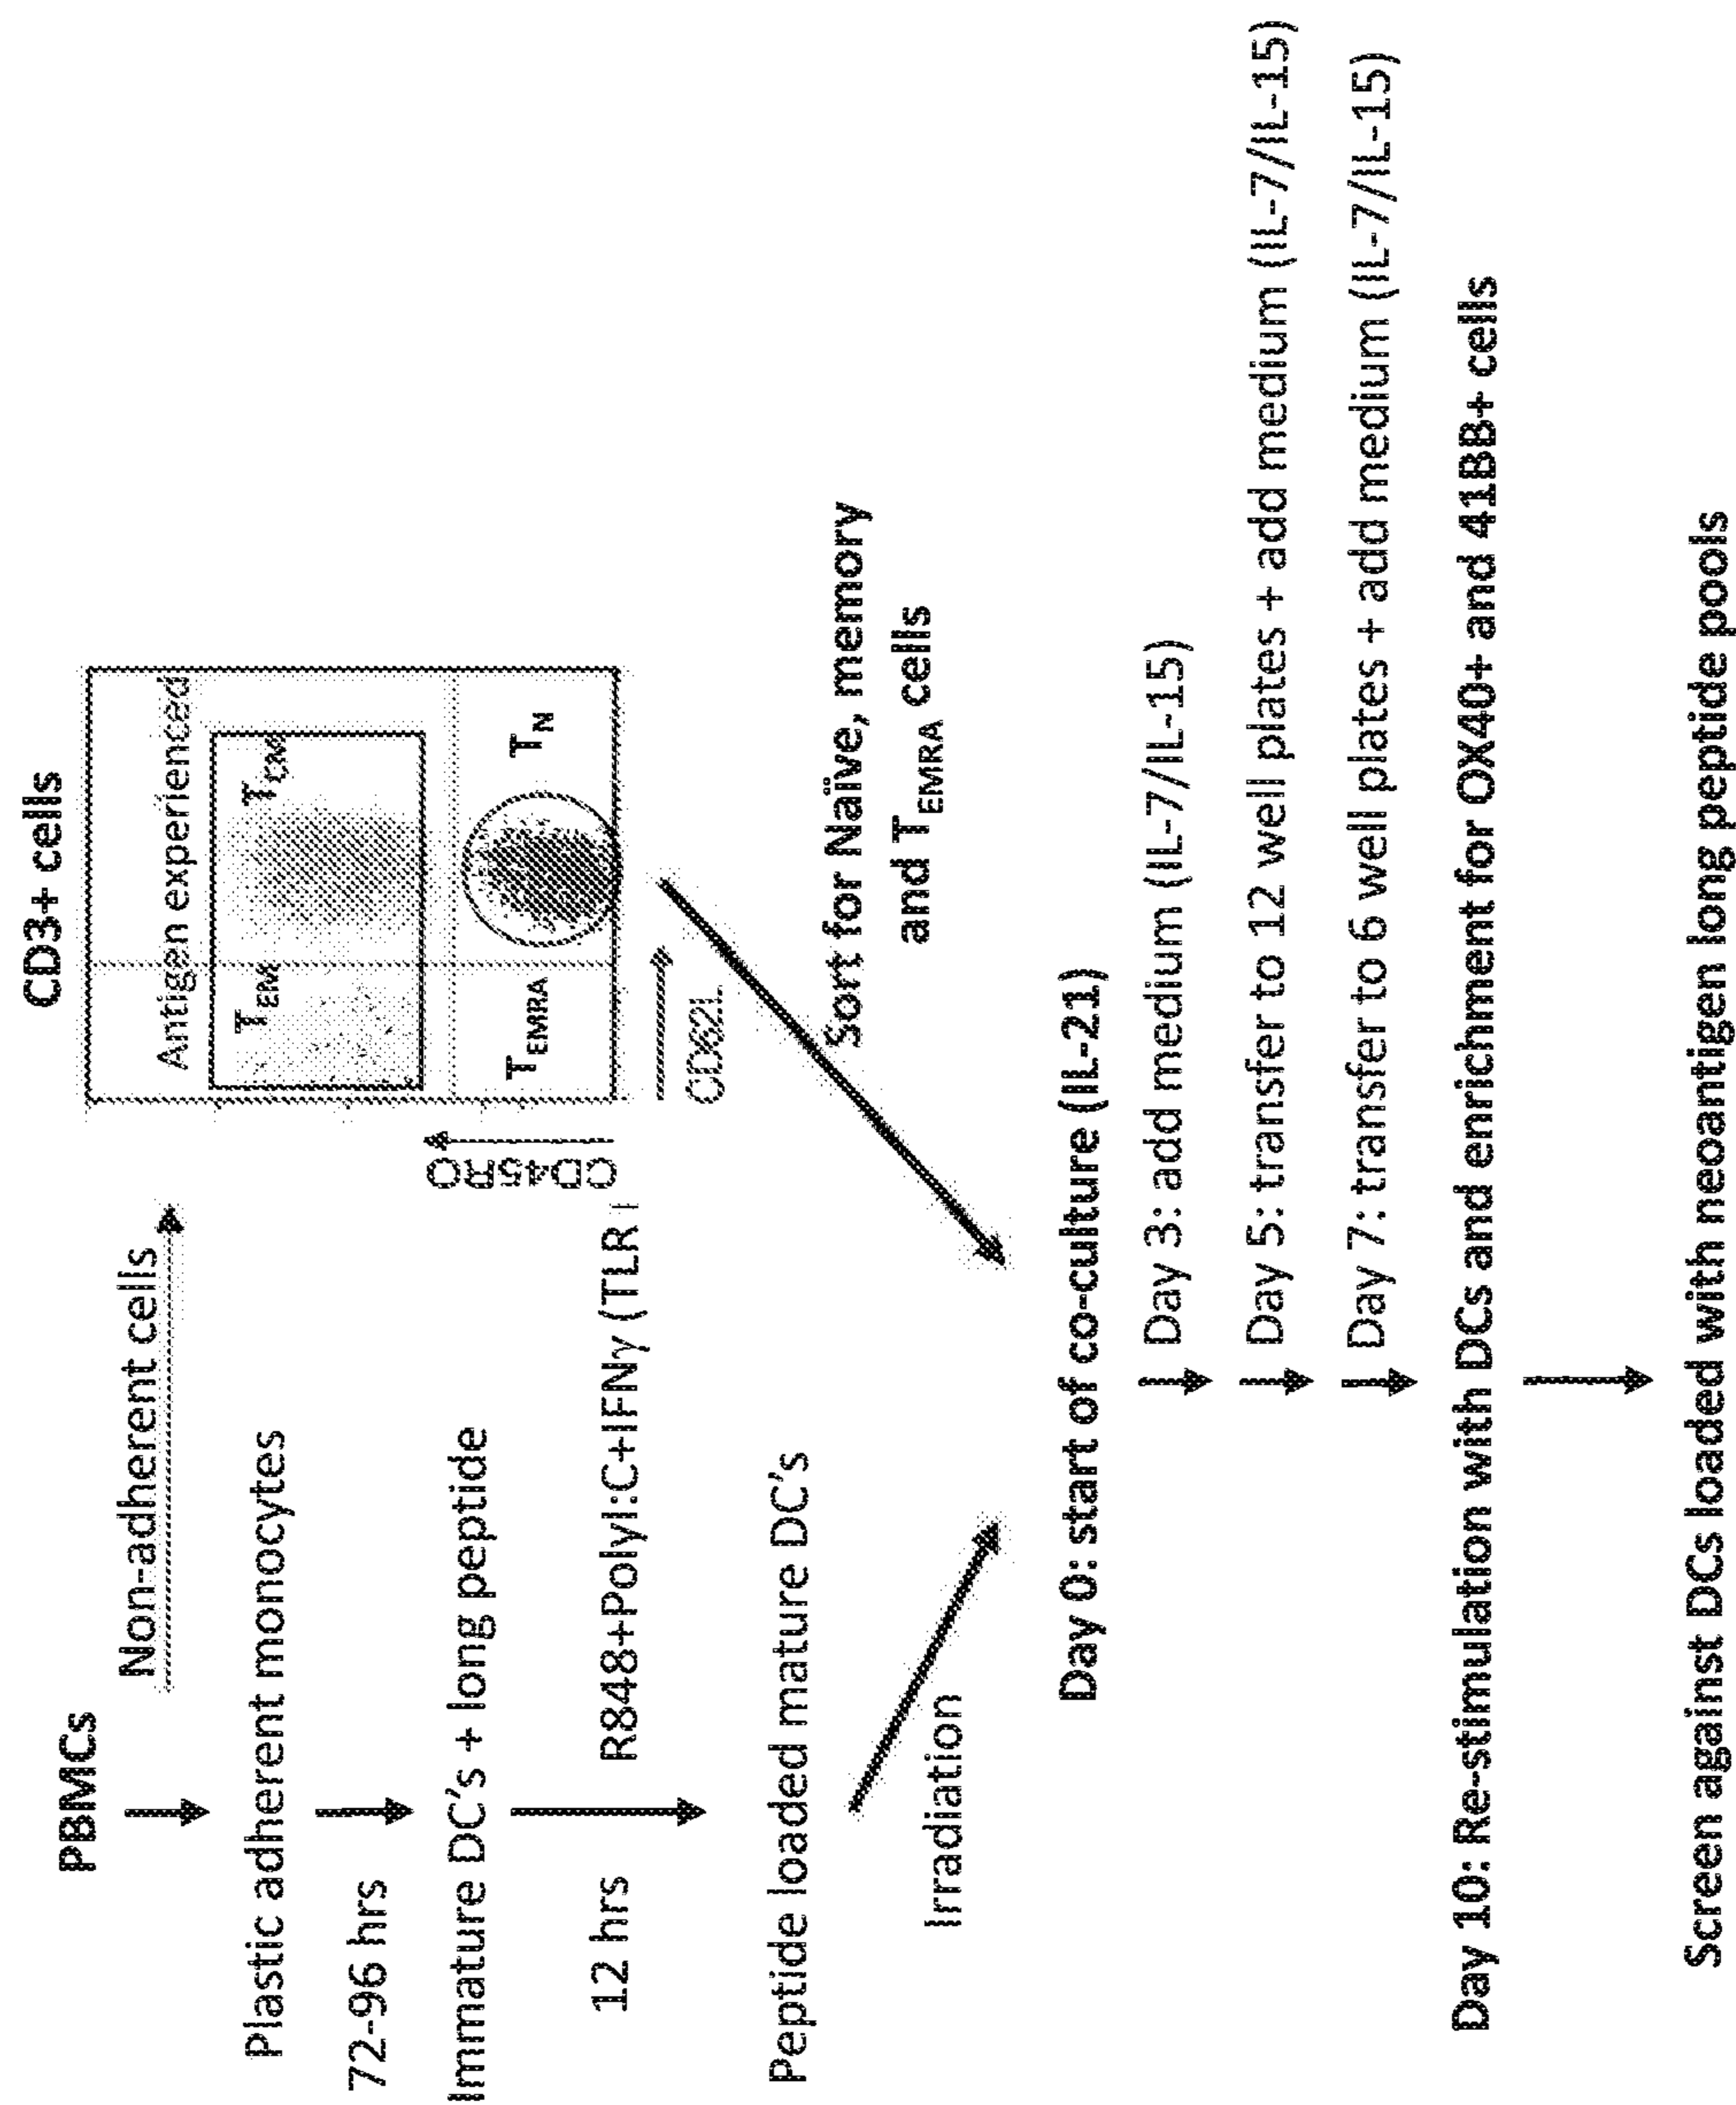 PBMCs
Non-adherent cells
CD3+ cells
Plastic adherent monocytes
72-96 hrs
Immature DC's + long peptide
12 hrs
R848+PolyI:C+IFNγ (TLR
Peptide loaded mature DC's
Irradiation
Antigen experienced
T EM
T CM
T EMRA
T N
CD45RO
CD62L
Sort for Naïve, memory
and T EMRA cells
Day 0: start of co-culture (IL-21)
Day 3: add medium (IL-7/IL-15)
Day 5: transfer to 12 well plates + add medium (IL-7/IL-15)
Day 7: transfer to 6 well plates + add medium (IL-7/IL-15)
Day 10: Re-stimulation with DCs and enrichment for OX40+ and 41BB+ cells
Screen against DCs loaded with neoantigen long peptide pools